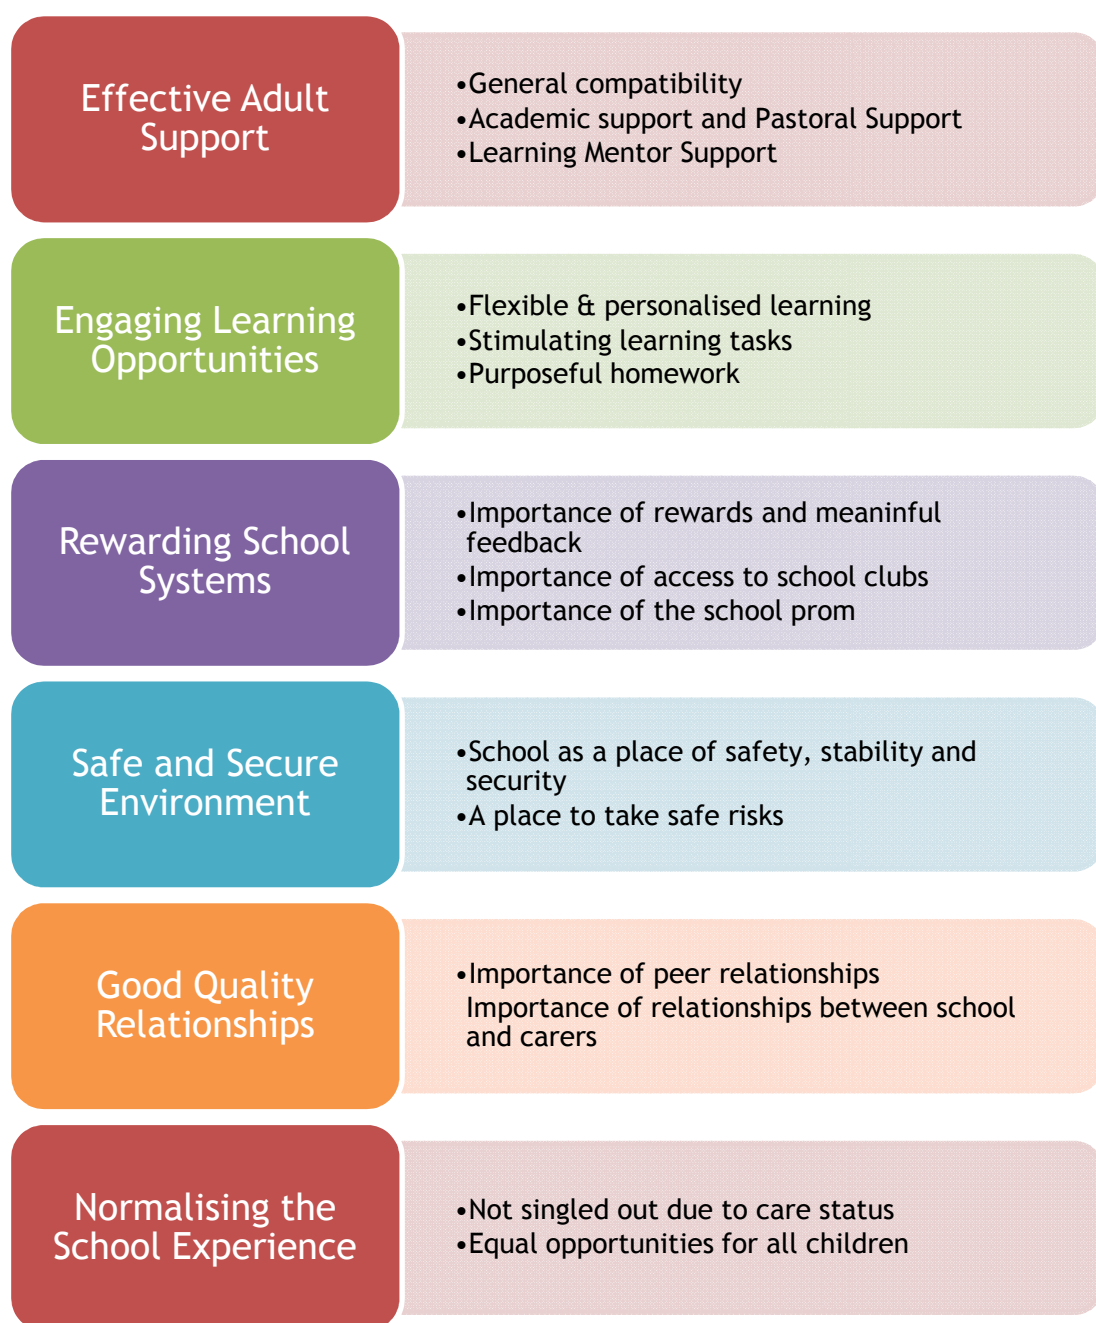 Effective Adult
Support
•General compatibility
•Academic support and Pastoral Support
•Learning Mentor Support
Engaging Learning
Opportunities
•Flexible & personalised learning
•Stimulating learning tasks
•Purposeful homework
Rewarding School
Systems
•Importance of rewards and meaninful
feedback
•Importance of access to school clubs
•Importance of the school prom
Safe and Secure
Environment
•School as a place of safety, stability and
security
•A place to take safe risks
Good Quality
Relationships
•Importance of peer relationships
Importance of relationships between school
and carers
Normalising the
School Experience
•Not singled out due to care status
•Equal opportunities for all children